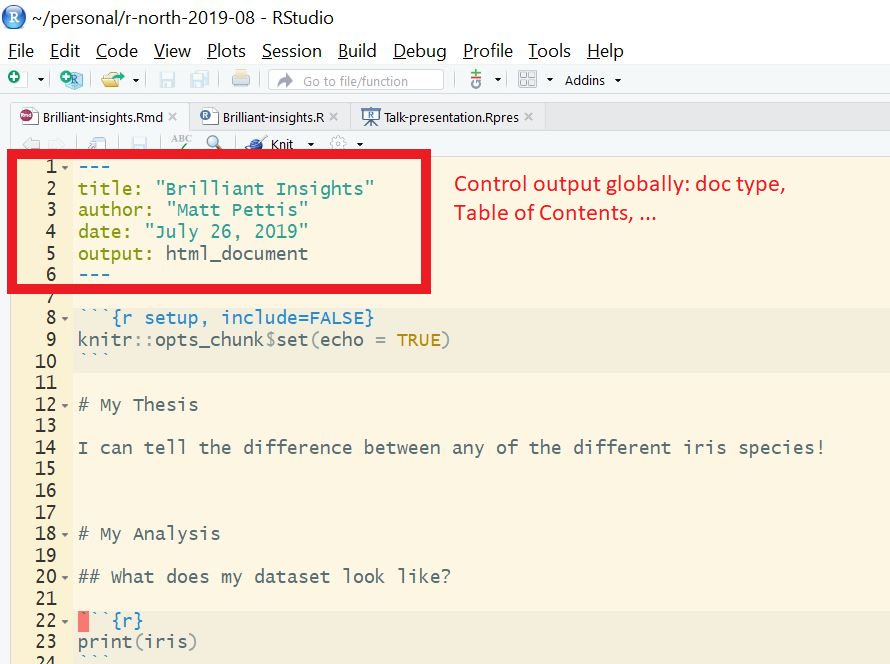 ~/personal/r-north-2019-08 - RStudio
File Edit Code View Plots Session Build Debug Profile Tools Help
Go to file/function Addins
Brilliant-insights.Rmd Brilliant-insights.R Talk-presentation.Rpres
ABC Knit
1 ---
2 title: "Brilliant Insights"
3 author: "Matt Pettis"
4 date: "July 26, 2019"
5 output: html_document
6 ---
Control output globally: doc type,
Table of Contents, ...
7
8 ```{r setup, include=FALSE}
9 knitr::opts_chunk$set(echo = TRUE)
10 ```
11
12 # My Thesis
13
14 I can tell the difference between any of the different iris species!
15
16
17
18 # My Analysis
19
20 ## What does my dataset look like?
21
22 ```{r}
23 print(iris)
24 ```